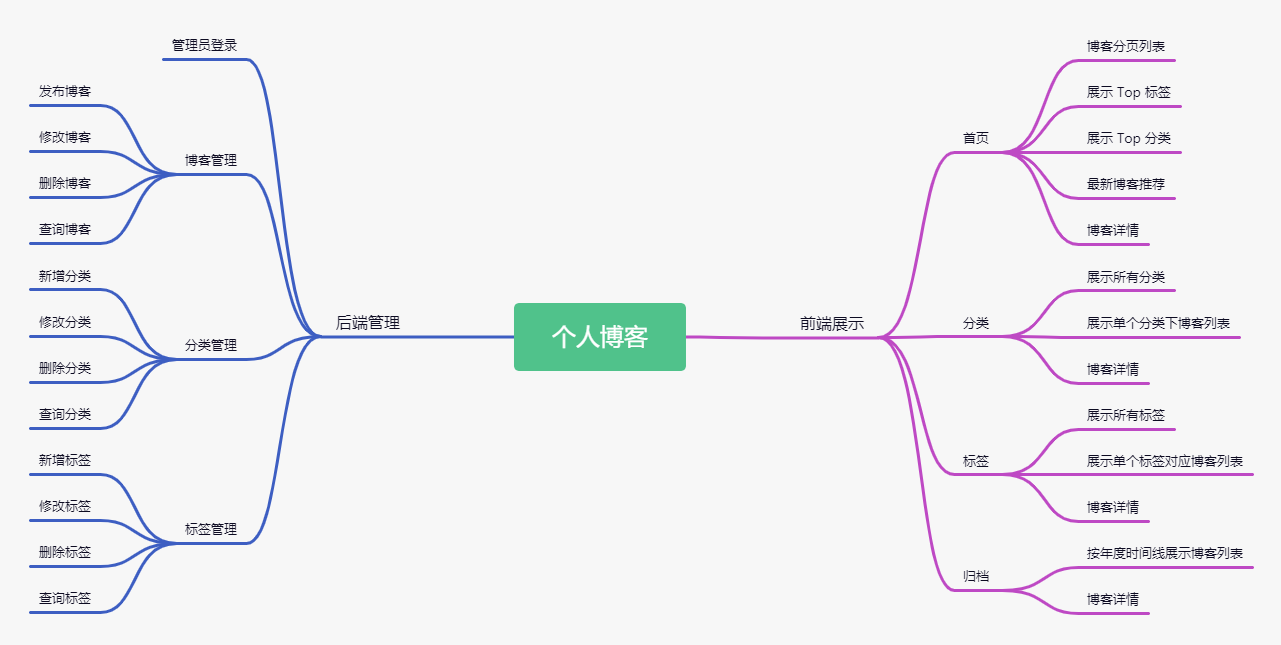 个人博客
后端管理
管理员登录
博客管理
发布博客
修改博客
删除博客
查询博客
分类管理
新增分类
修改分类
删除分类
查询分类
标签管理
新增标签
修改标签
删除标签
查询标签
前端展示
首页
博客分页列表
展示 Top 标签
展示 Top 分类
最新博客推荐
博客详情
分类
展示所有分类
展示单个分类下博客列表
博客详情
标签
展示所有标签
展示单个标签对应博客列表
博客详情
归档
按年度时间线展示博客列表
博客详情